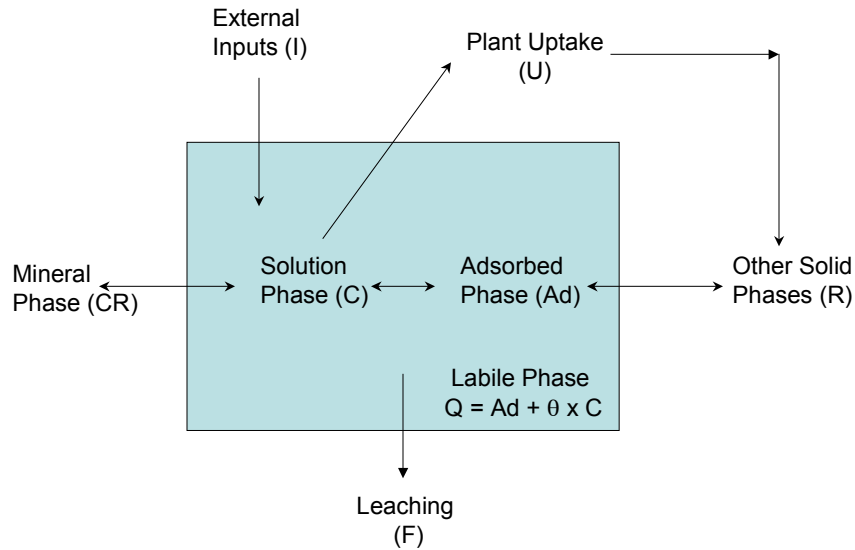 External
Inputs (I)
Plant Uptake
(U)
Mineral
Phase (CR)
Solution
Phase (C)
Adsorbed
Phase (Ad)
Other Solid
Phases (R)
Labile Phase
Q = Ad + θ x C
Leaching
(F)